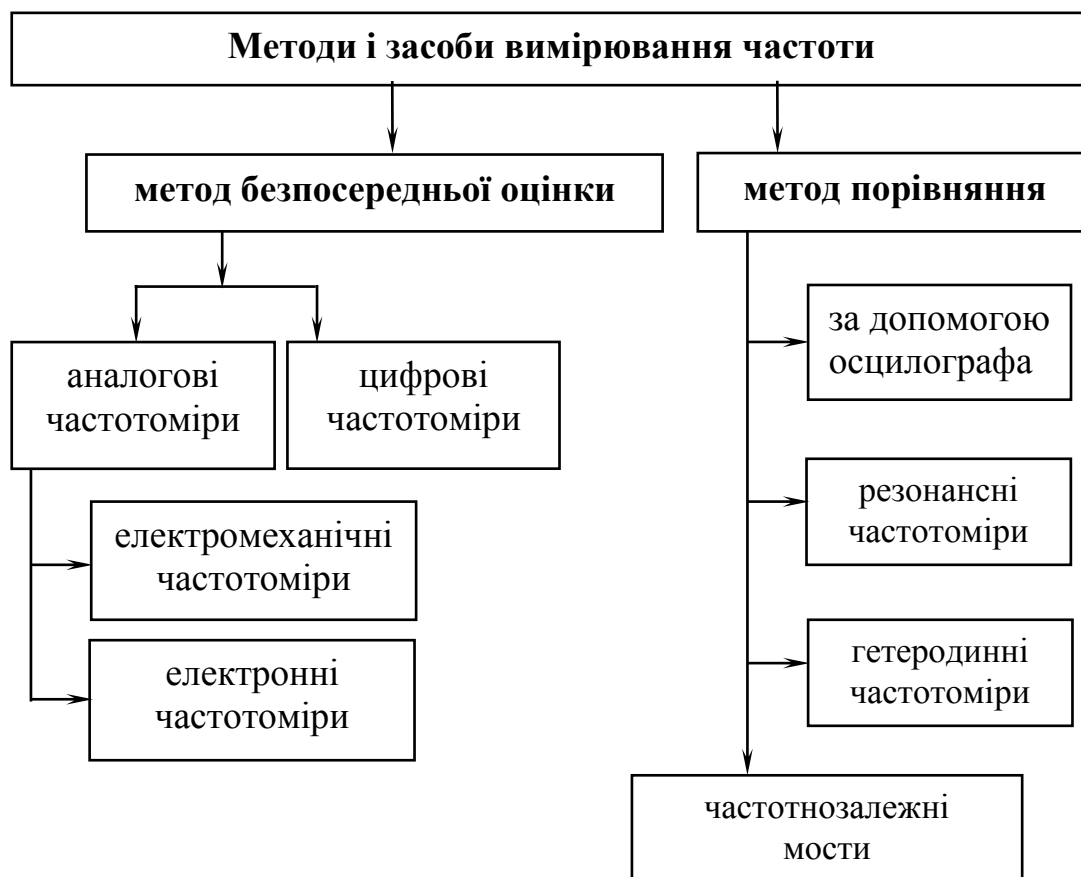 Методи і засоби вимірювання частоти
метод безпосередньої оцінки
метод порівняння
за допомогою
осцилографа
аналогові
частотоміри
цифрові
частотоміри
резонансні
частотоміри
електромеханічні
частотоміри
гетеродинні
частотоміри
електронні
частотоміри
частотнозалежні
мости